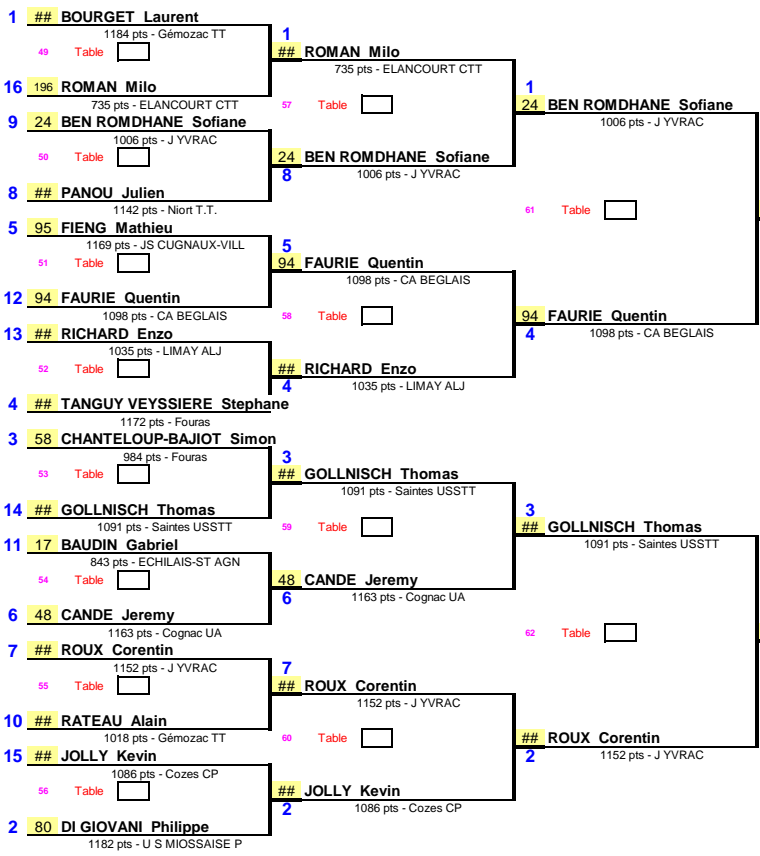 1 ## BOURGET Laurent
1184 pts - Gémozac TT
49 Table
16 196 ROMAN Milo
735 pts - ELANCOURT CTT
9 24 BEN ROMDHANE Sofiane
1006 pts - J YVRAC
50 Table
8 ## PANOU Julien
1142 pts - Niort T.T.
5 95 FIENG Mathieu
1169 pts - JS CUGNAUX-VILL
51 Table
12 94 FAURIE Quentin
1098 pts - CA BEGLAIS
13 ## RICHARD Enzo
1035 pts - LIMAY ALJ
52 Table
4 ## TANGUY VEYSSIERE Stephane
1172 pts - Fouras
3 58 CHANTELOUP-BAJIOT Simon
984 pts - Fouras
53 Table
14 ## GOLLNISCH Thomas
1091 pts - Saintes USSTT
11 17 BAUDIN Gabriel
843 pts - ECHILAIS-ST AGN
54 Table
6 48 CANDE Jeremy
1163 pts - Cognac UA
7 ## ROUX Corentin
1152 pts - J YVRAC
55 Table
10 ## RATEAU Alain
1018 pts - Gémozac TT
15 ## JOLLY Kevin
1086 pts - Cozes CP
56 Table
2 80 DI GIOVANI Philippe
1182 pts - U S MIOSSAISE P
1
## ROMAN Milo
735 pts - ELANCOURT CTT
57 Table
24 BEN ROMDHANE Sofiane
8
1006 pts - J YVRAC
5
94 FAURIE Quentin
1098 pts - CA BEGLAIS
58 Table
## RICHARD Enzo
4
1035 pts - LIMAY ALJ
3
## GOLLNISCH Thomas
1091 pts - Saintes USSTT
59 Table
48 CANDE Jeremy
6
1163 pts - Cognac UA
7
## ROUX Corentin
1152 pts - J YVRAC
60 Table
## JOLLY Kevin
2
1086 pts - Cozes CP
1
24 BEN ROMDHANE Sofiane
1006 pts - J YVRAC
61 Table
94 FAURIE Quentin
4
1098 pts - CA BEGLAIS
3
## GOLLNISCH Thomas
1091 pts - Saintes USSTT
62 Table
## ROUX Corentin
2
1152 pts - J YVRAC